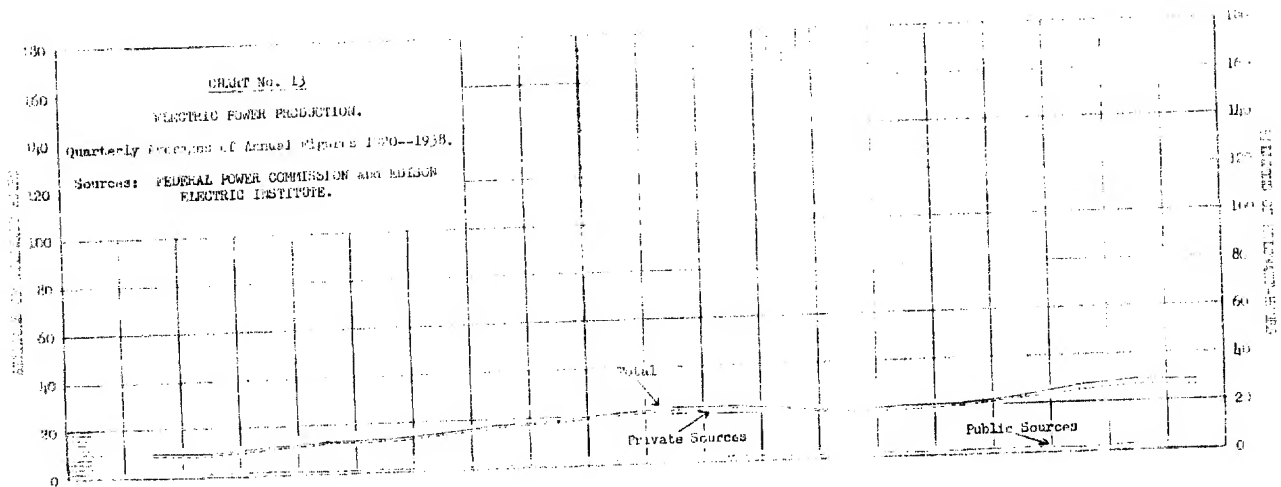 CHART No. 13
ELECTRIC POWER PRODUCTION.
Quarterly Averages of Annual Figures 1920--1938.
Sources: FEDERAL POWER COMMISSION and EDISON
ELECTRIC INSTITUTE.
180
160
140
120
100
80
60
40
20
0
Total
Private Sources
Public Sources
160
140
120
100
80
60
40
20
0